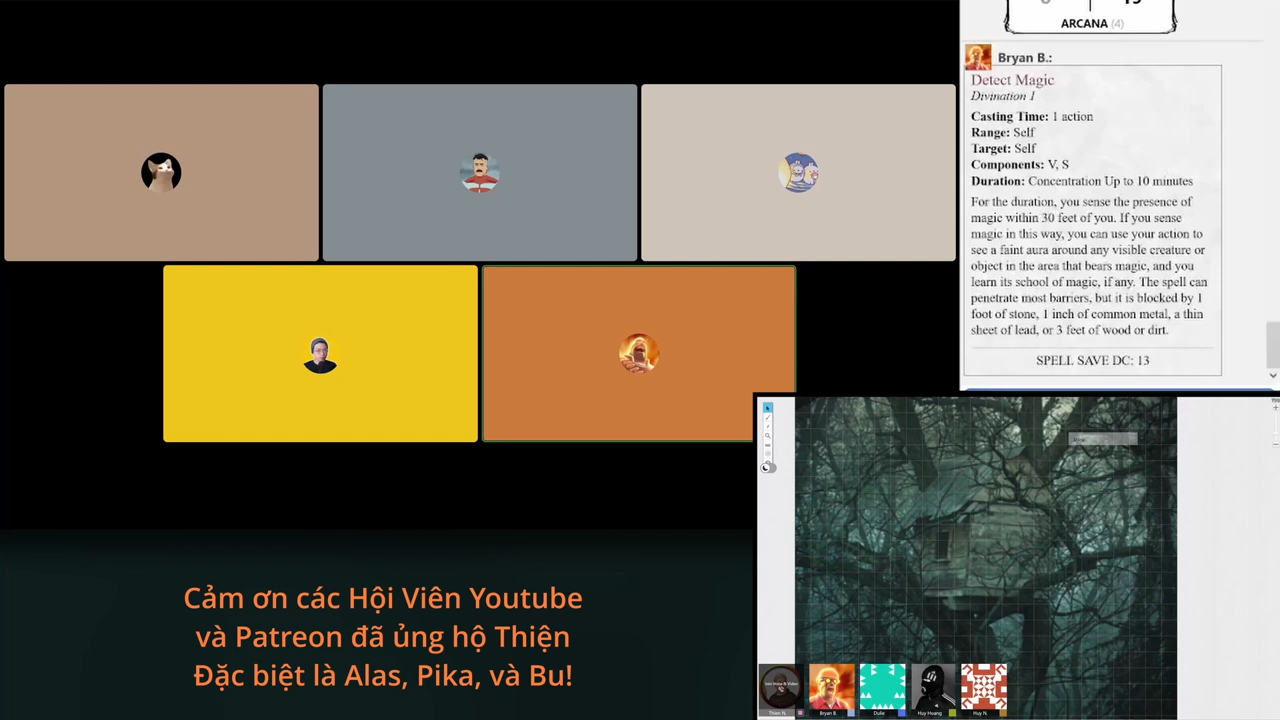 ARCANA (4)
Bryan B.:
Detect Magic
Divination 1
Casting Time: 1 action
Range: Self
Target: Self
Components: V, S
Duration: Concentration Up to 10 minutes
For the duration, you sense the presence of
magic within 30 feet of you. If you sense
magic in this way, you can use your action to
see a faint aura around any visible creature or
object in the area that bears magic, and you
learn its school of magic, if any. The spell can
penetrate most barriers, but it is blocked by 1
foot of stone, 1 inch of common metal, a thin
sheet of lead, or 3 feet of wood or dirt.
SPELL SAVE DC: 13
Cảm ơn các Hội Viên Youtube
và Patreon đã ủng hộ Thiện
Đặc biệt là Alas, Pika, và Bu!
Thien N.
Bryan B.
Duke
Huy Hoang
Huy N.